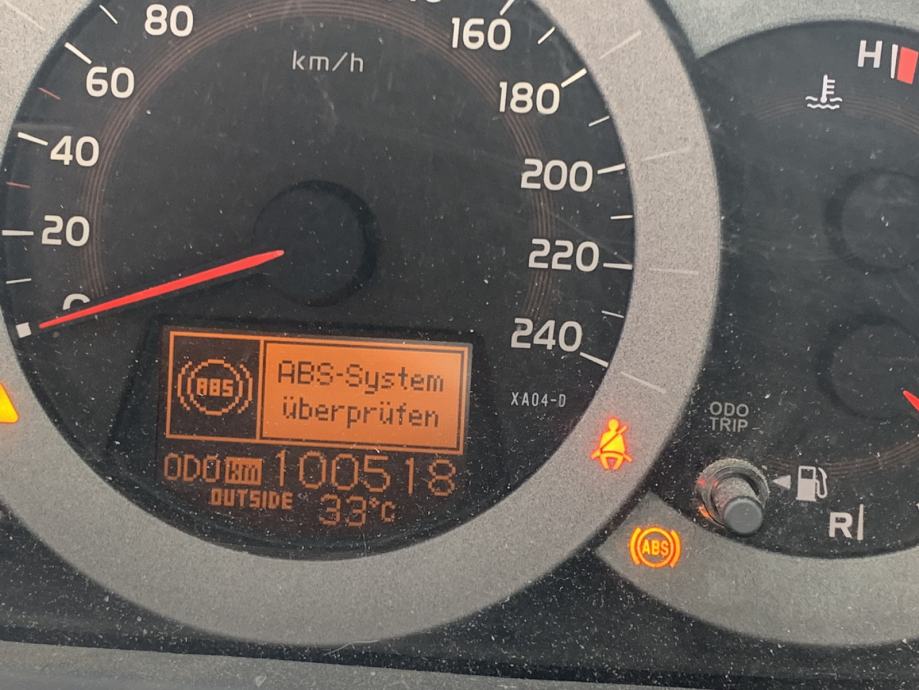 80
160
km/h
H
60
180
40
200
20
220
240
ABS
ABS-System
überprüfen
XA04-D
ODO
TRIP
ODO km 100518
OUTSIDE 33°C
R
ABS